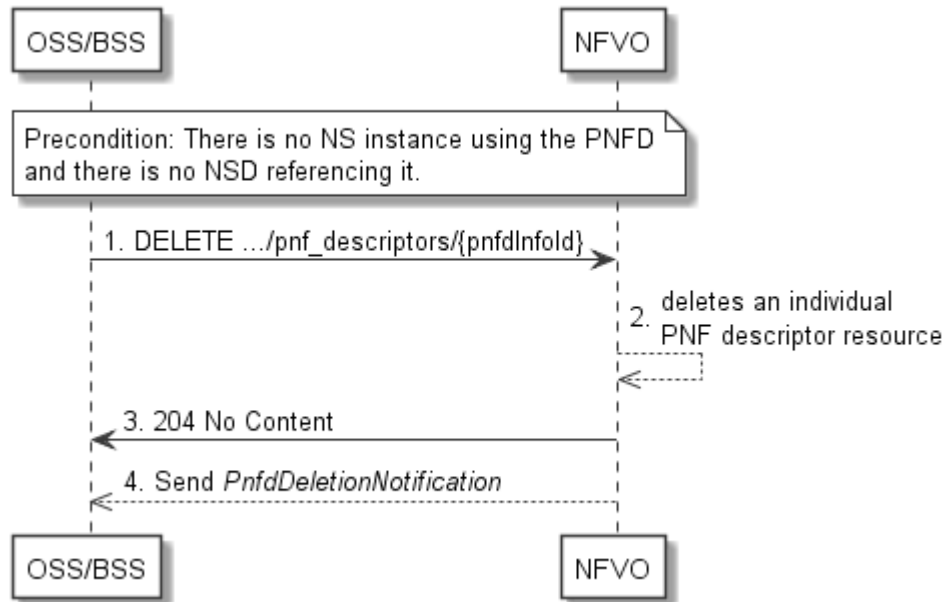 OSS/BSS
NFVO
Precondition: There is no NS instance using the PNFD
and there is no NSD referencing it.
1. DELETE .../pnf_descriptors/{pnfdInfoId}
2. deletes an individual
PNF descriptor resource
3. 204 No Content
4. Send PnfdDeletionNotification
OSS/BSS
NFVO